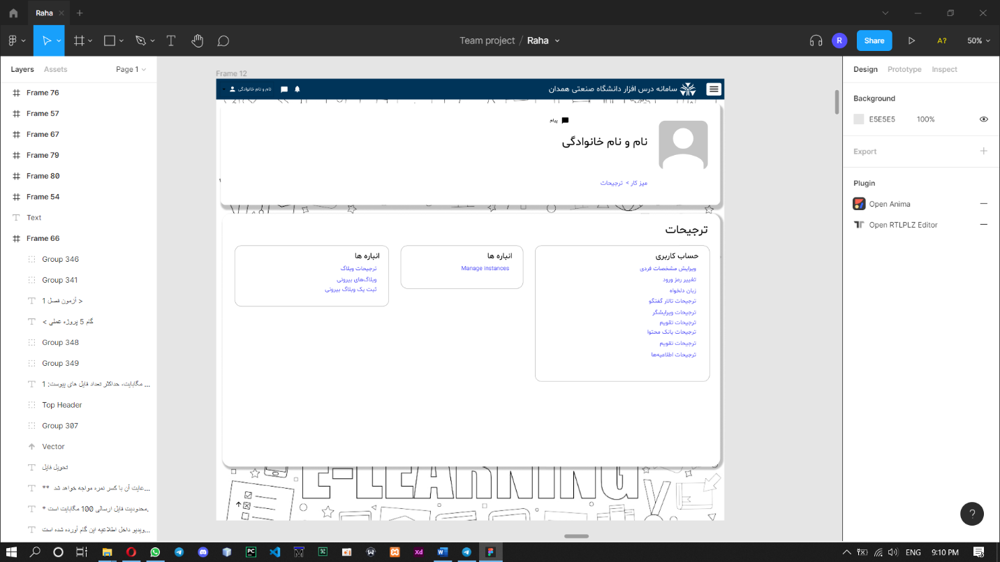 Raha
Team project / Raha
R
Share
A?
50%
Layers
Assets
Page 1
Frame 76
Frame 57
Frame 67
Frame 79
Frame 80
Frame 54
Text
Frame 66
Group 346
Group 341
آزمون فصل 1 >
گام 5 پروژه عملی >
Group 348
Group 349
... مگابایت، حداکثر تعداد فایل های پیوست: 1
Top Header
Group 307
Vector
تحویل فایل
** عایت آن با کسر نمره مواجه خواهد شد...
* محدودیت فایل ارسالی 100 مگابایت است.
ویدیو داخل اطلاعیه این گام آورده شده است...
Frame 12
سامانه درس افزار دانشگاه صنعتی همدان
نام و نام خانوادگی
پیام
نام و نام خانوادگی
میز کار > ترجیحات
ترجیحات
حساب کاربری
ویرایش مشخصات فردی
تغییر رمز ورود
زبان دلخواه
ترجیحات تالار گفتگو
ترجیحات ویرایشگر
ترجیحات تقویم
ترجیحات بانک محتوا
ترجیحات تقویم
ترجیحات اطلاعیه‌ها
انباره ها
Manage instances
انباره ها
ترجیحات وبلاگ
وبلاگ‌های بیرونی
ثبت یک وبلاگ بیرونی
E-LEARNING
Design
Prototype
Inspect
Background
E5E5E5
100%
Export
Plugin
Open Anima
Open RTLPLZ Editor
?
PC
Xd
ENG
9:10 PM